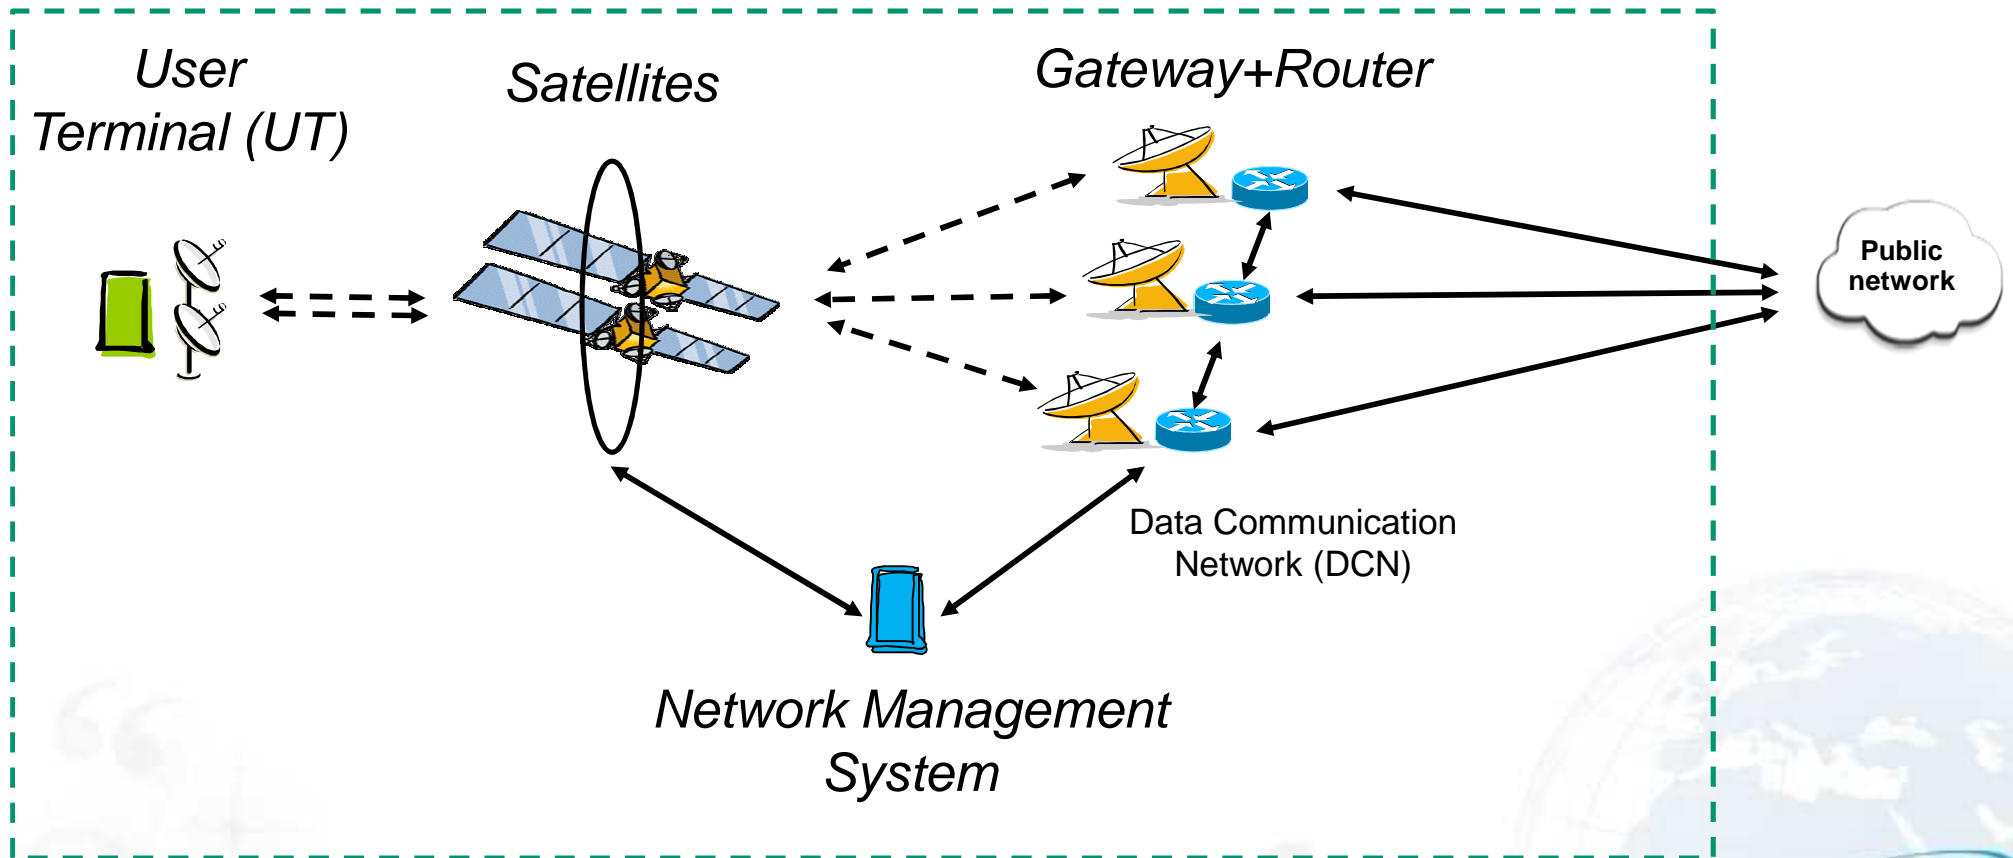 User
Terminal (UT)
Satellites
Gateway+Router
Public
network
Data Communication
Network (DCN)
Network Management
System